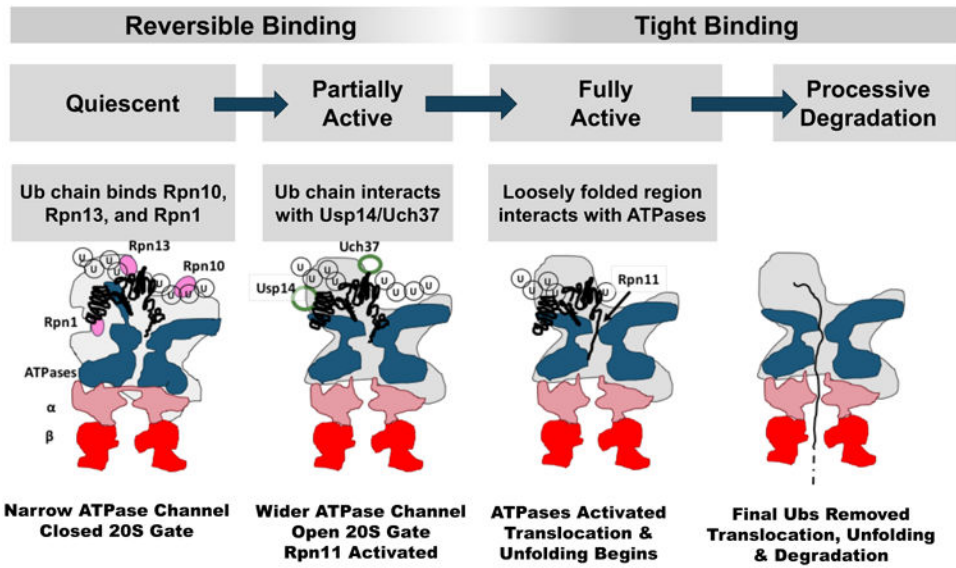 Reversible Binding
Tight Binding
Quiescent
Partially
Active
Fully
Active
Processive
Degradation
Ub chain binds Rpn10,
Rpn13, and Rpn1
Ub chain interacts
with Usp14/Uch37
Loosely folded region
interacts with ATPases
Rpn13
U
U
U
U
U
Rpn10
U
U
U
U
Rpn1
ATPases
α
β
Uch37
U
U
U
U
U
Usp14
U
U
U
U
Rpn11
U
U
U
U
U
Narrow ATPase Channel
Closed 20S Gate
Wider ATPase Channel
Open 20S Gate
Rpn11 Activated
ATPases Activated
Translocation &
Unfolding Begins
Final Ubs Removed
Translocation, Unfolding
& Degradation